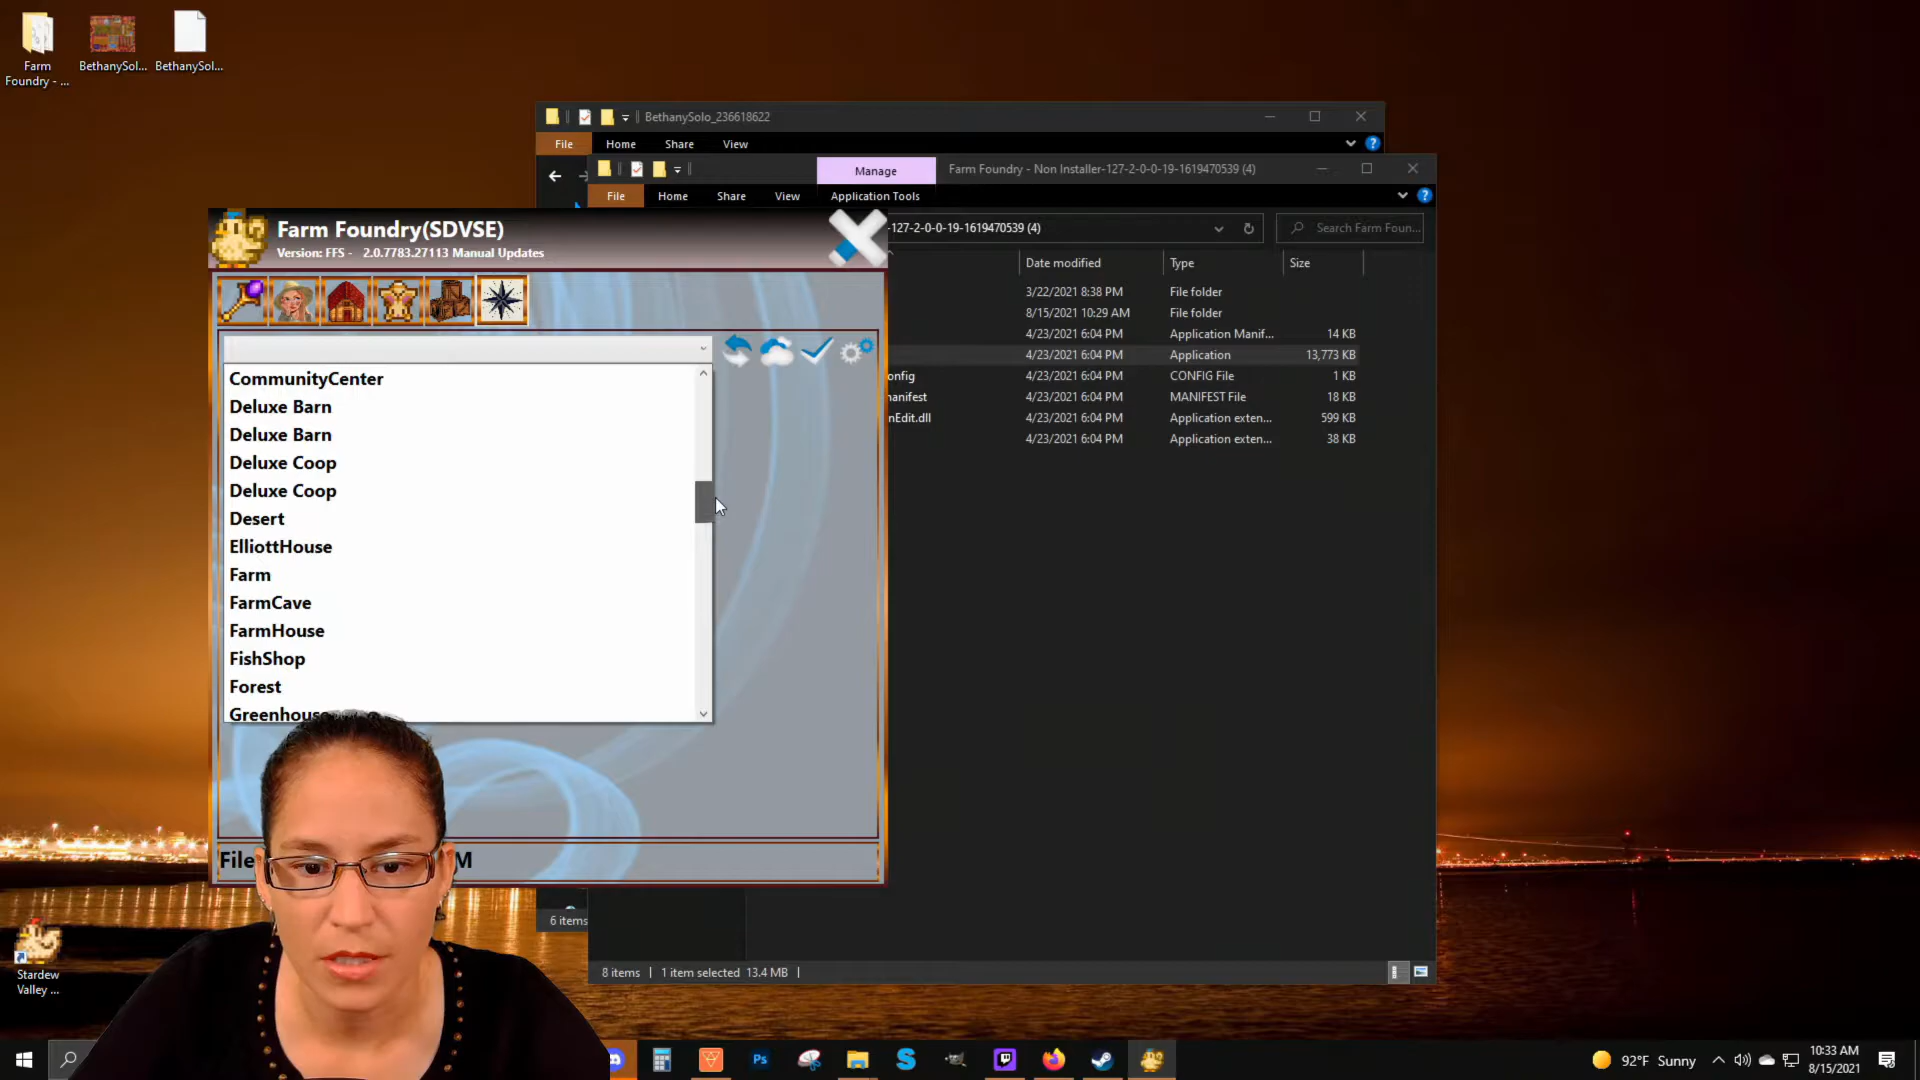 Farm
Foundry - ...
BethanySol...
BethanySol...
BethanySolo_236618622
File Home Share View
Manage
Farm Foundry - Non Installer-127-2-0-0-19-1619470539 (4)
File Home Share View Application Tools
Farm Foundry(SDVSE)
Version: FFS - 2.0.7783.27113 Manual Updates
-127-2-0-0-19-1619470539 (4)
Search Farm Foun...
Date modified Type Size
3/22/2021 8:38 PM File folder
8/15/2021 10:29 AM File folder
4/23/2021 6:04 PM Application Manif... 14 KB
4/23/2021 6:04 PM Application 13,773 KB
onfig 4/23/2021 6:04 PM CONFIG File 1 KB
nanifest 4/23/2021 6:04 PM MANIFEST File 18 KB
nEdit.dll 4/23/2021 6:04 PM Application exten... 599 KB
4/23/2021 6:04 PM Application exten... 38 KB
CommunityCenter
Deluxe Barn
Deluxe Barn
Deluxe Coop
Deluxe Coop
Desert
ElliottHouse
Farm
FarmCave
FarmHouse
FishShop
Forest
Greenhouse
File M
6 items
8 items 1 item selected 13.4 MB
Stardew
Valley ...
Ps
92°F Sunny
10:33 AM
8/15/2021